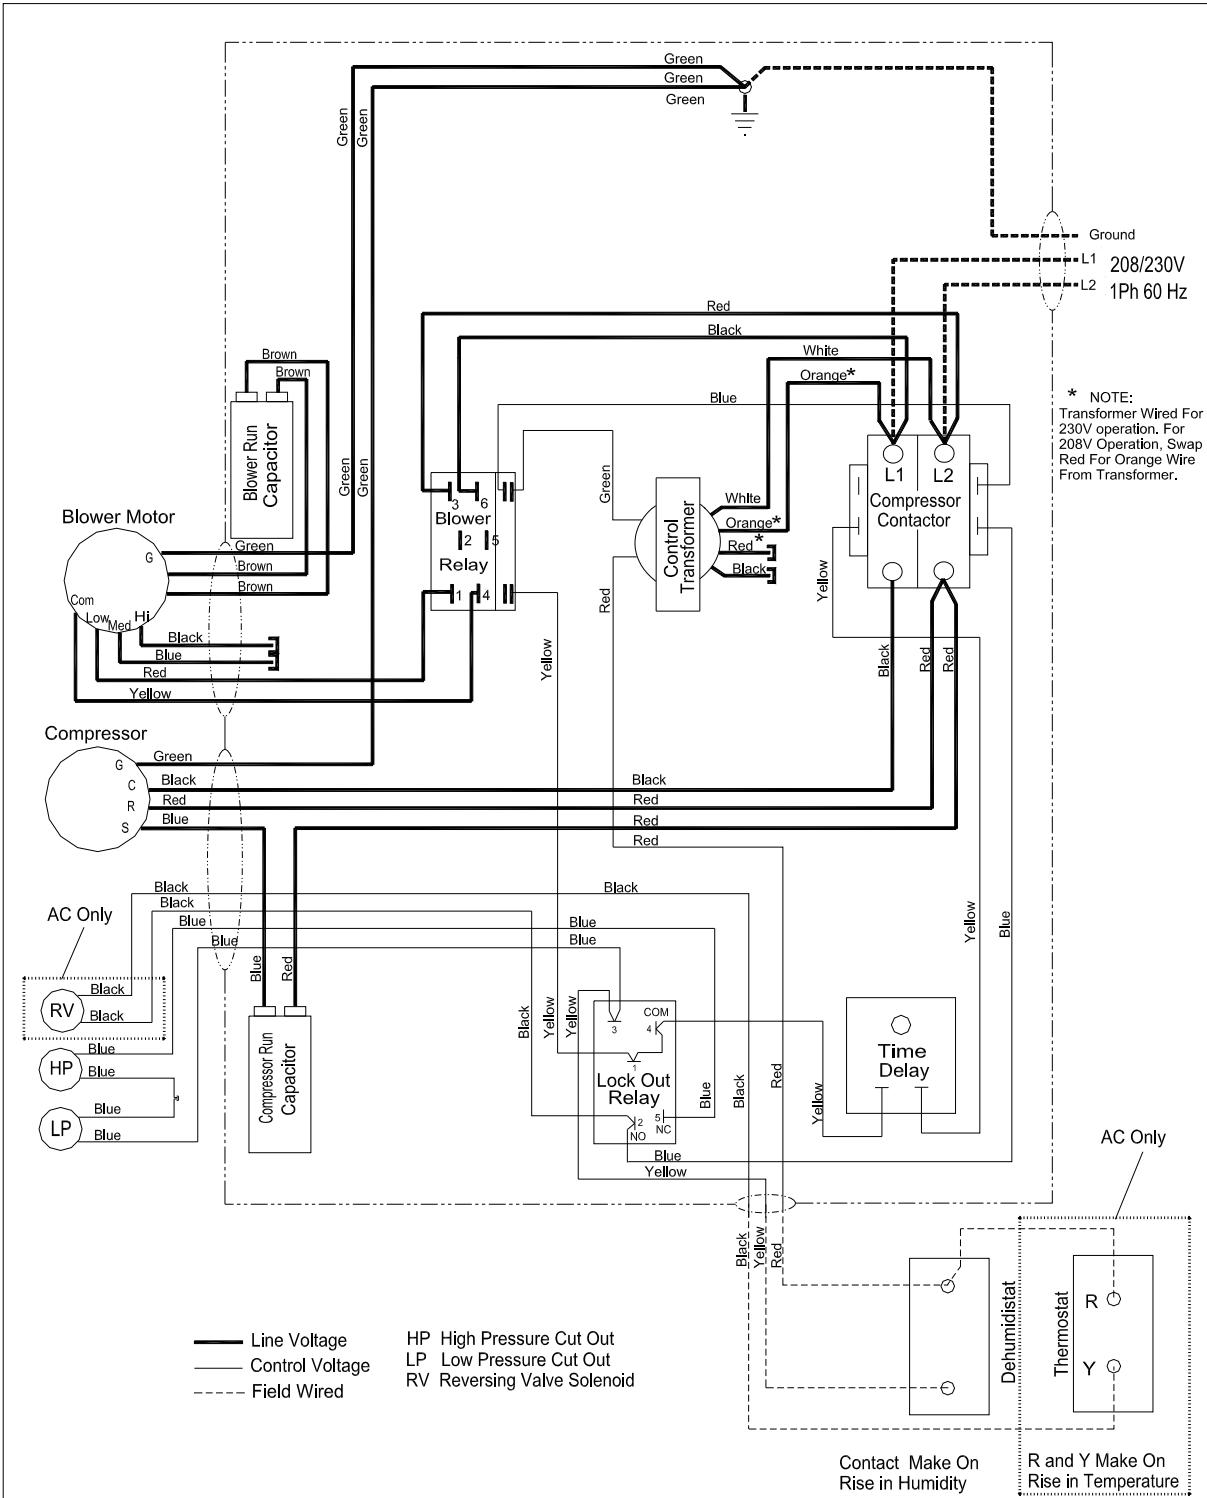 Green
Green
Green
Green
Green
Ground
L1
208/230V
L2
1Ph 60 Hz
Red
Black
White
Orange*
Blue
Brown
Brown
* NOTE:
Transformer Wired For
230V operation. For
208V Operation, Swap
Red For Orange Wire
From Transformer.
Blower Run
Capacitor
Green
Green
Green
3
6
Blower
2
5
Relay
1
4
Control
Transformer
White
Orange*
Red*
Black
L1
L2
Compressor
Contactor
Blower Motor
G
Com
Low
Med
Hi
Green
Brown
Brown
Black
Blue
Red
Yellow
Red
Yellow
Yellow
Black
Red
Red
Compressor
G
C
R
S
Green
Black
Black
Red
Red
Blue
Red
Red
Black
Black
Black
Blue
Blue
Blue
Blue
AC Only
Blue
Red
Yellow
Blue
RV
Black
Black
HP
Blue
Blue
LP
Blue
Blue
Compressor Run
Capacitor
Black
Yellow
Yellow
3
COM
4
1
Lock Out
Relay
2
NO
5
NC
Blue
Black
Red
Yellow
Time
Delay
Blue
Yellow
AC Only
Black
Yellow
Red
Dehumidistat
Thermostat
R
Y
Line Voltage
Control Voltage
Field Wired
HP High Pressure Cut Out
LP Low Pressure Cut Out
RV Reversing Valve Solenoid
Contact Make On
Rise in Humidity
R and Y Make On
Rise in Temperature